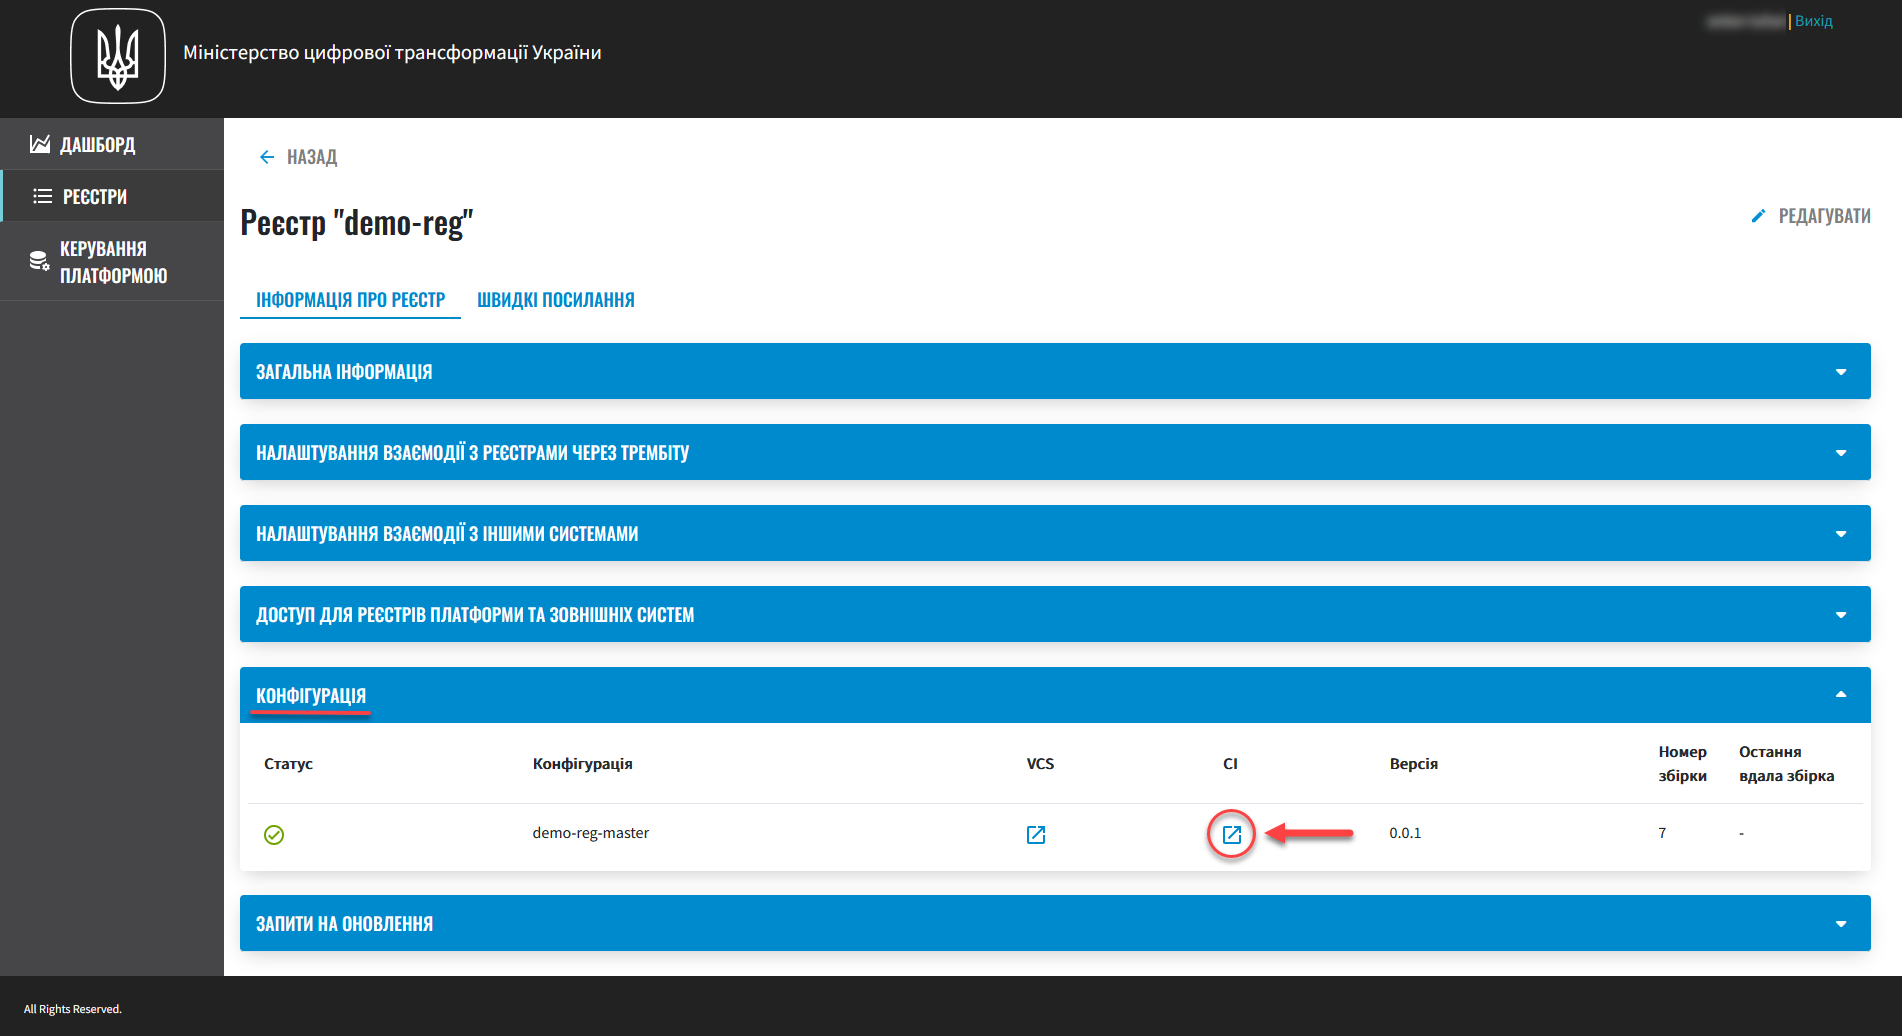 Міністерство цифрової трансформації України
Вихід
ДАШБОРД
РЕЄСТРИ
КЕРУВАННЯ
ПЛАТФОРМОЮ
НАЗАД
Реєстр "demo-reg"
РЕДАГУВАТИ
ІНФОРМАЦІЯ ПРО РЕЄСТР ШВИДКІ ПОСИЛАННЯ
ЗАГАЛЬНА ІНФОРМАЦІЯ
НАЛАШТУВАННЯ ВЗАЄМОДІЇ З РЕЄСТРАМИ ЧЕРЕЗ ТРЕМБІТУ
НАЛАШТУВАННЯ ВЗАЄМОДІЇ З ІНШИМИ СИСТЕМАМИ
ДОСТУП ДЛЯ РЕЄСТРІВ ПЛАТФОРМИ ТА ЗОВНІШНІХ СИСТЕМ
КОНФІГУРАЦІЯ
Статус Конфігурація VCS CI Версія Номер збірки Остання вдала збірка
demo-reg-master 0.0.1 7 -
ЗАПИТИ НА ОНОВЛЕННЯ
All Rights Reserved.